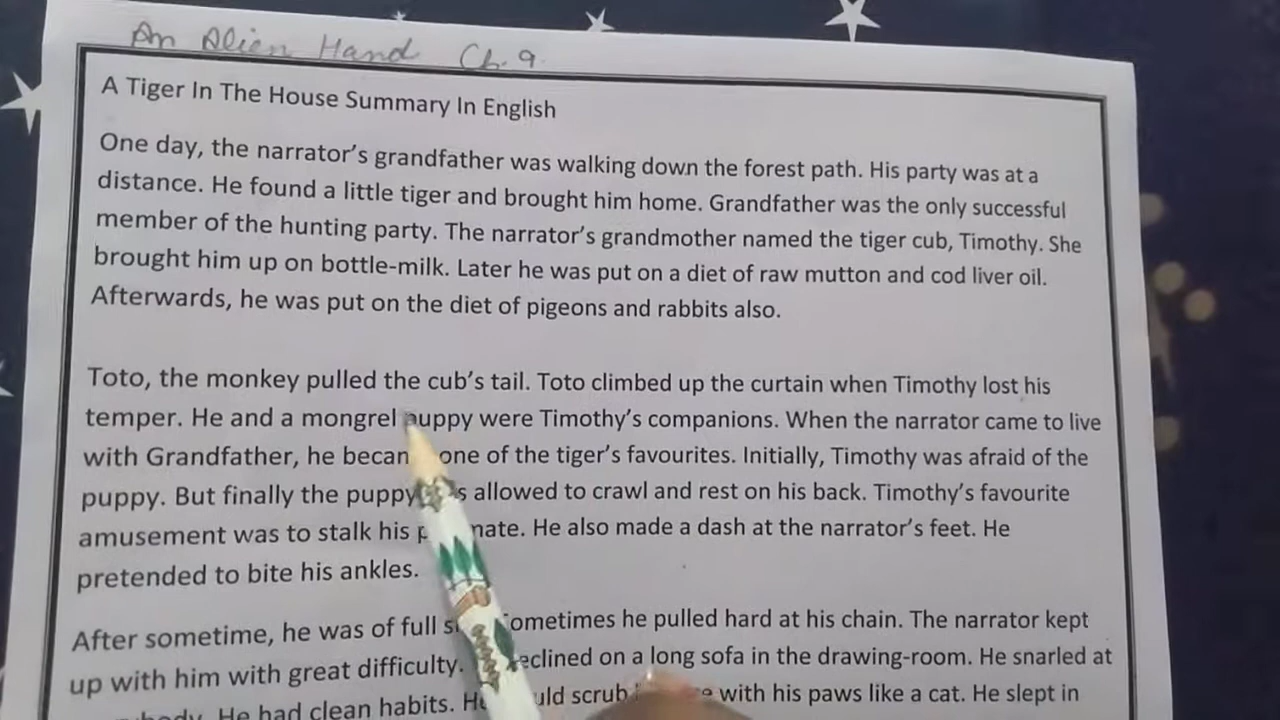 An Alien Hand Ch. 9.
A Tiger In The House Summary In English
One day, the narrator's grandfather was walking down the forest path. His party was at a
distance. He found a little tiger and brought him home. Grandfather was the only successful
member of the hunting party. The narrator's grandmother named the tiger cub, Timothy. She
brought him up on bottle-milk. Later he was put on a diet of raw mutton and cod liver oil.
Afterwards, he was put on the diet of pigeons and rabbits also.
Toto, the monkey pulled the cub's tail. Toto climbed up the curtain when Timothy lost his
temper. He and a mongrel puppy were Timothy's companions. When the narrator came to live
with Grandfather, he one of the tiger's favourites. Initially, Timothy was afraid of the
puppy. But finally the puppy allowed to crawl and rest on his back. Timothy's favourite
amusement was to stalk his He also made a dash at the narrator's feet. He
pretended to bite his ankles.
After sometime, he was of full Sometimes he pulled hard at his chain. The narrator kept
up with him with great difficulty. reclined on a long sofa in the drawing-room. He snarled at
He had clean habits. scrub with his paws like a cat. He slept in